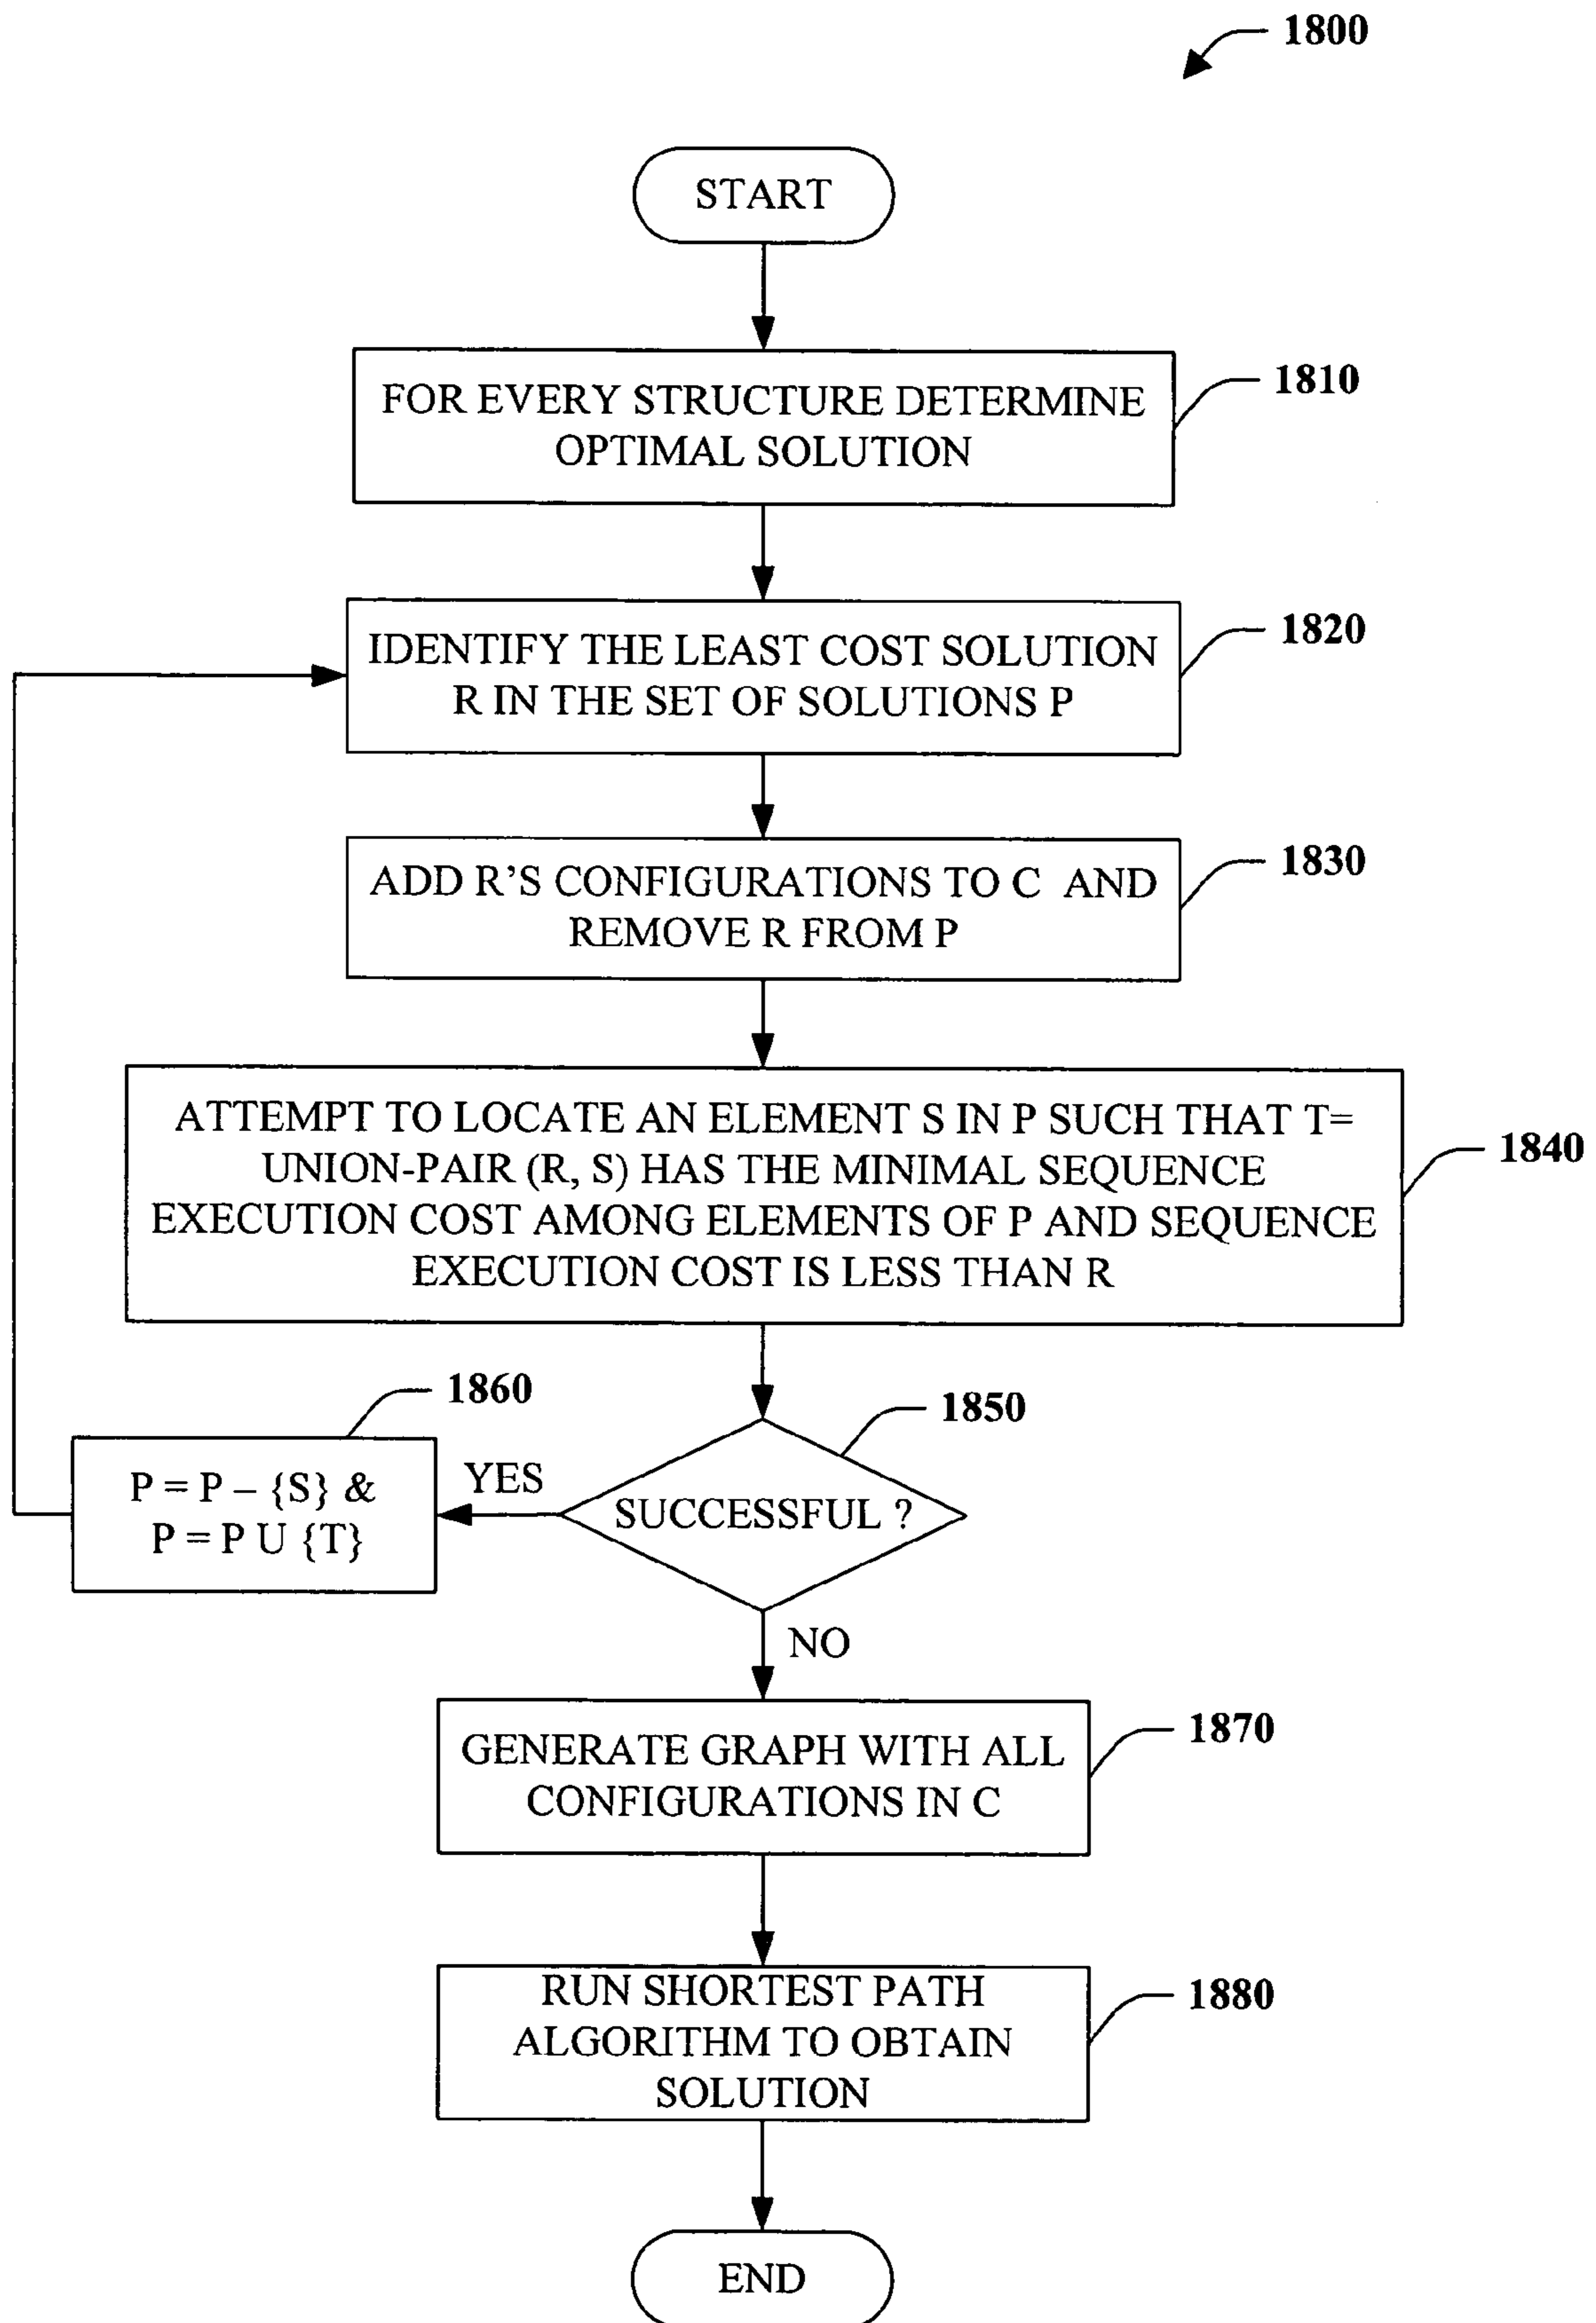 1800
START
FOR EVERY STRUCTURE DETERMINE
OPTIMAL SOLUTION
1810
IDENTIFY THE LEAST COST SOLUTION
R IN THE SET OF SOLUTIONS P
1820
ADD R'S CONFIGURATIONS TO C AND
REMOVE R FROM P
1830
ATTEMPT TO LOCATE AN ELEMENT S IN P SUCH THAT T=
UNION-PAIR (R, S) HAS THE MINIMAL SEQUENCE
EXECUTION COST AMONG ELEMENTS OF P AND SEQUENCE
EXECUTION COST IS LESS THAN R
1840
1860
1850
P = P – {S} &
P = P U {T}
YES
SUCCESSFUL ?
NO
GENERATE GRAPH WITH ALL
CONFIGURATIONS IN C
1870
RUN SHORTEST PATH
ALGORITHM TO OBTAIN
SOLUTION
1880
END